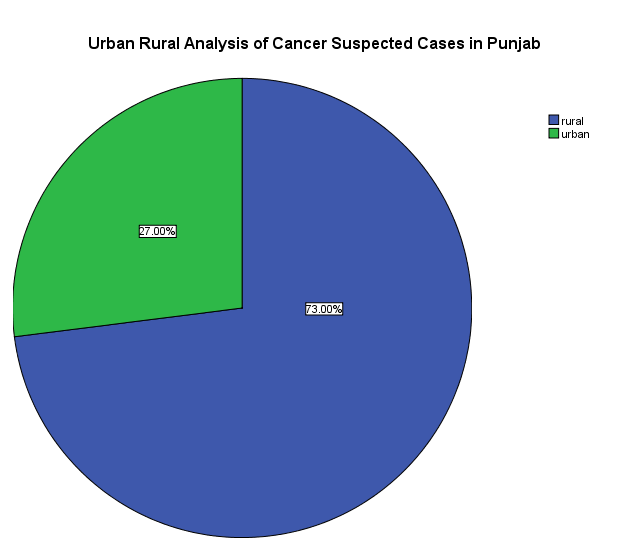 Urban Rural Analysis of Cancer Suspected Cases in Punjab
rural
urban
27.00%
73.00%